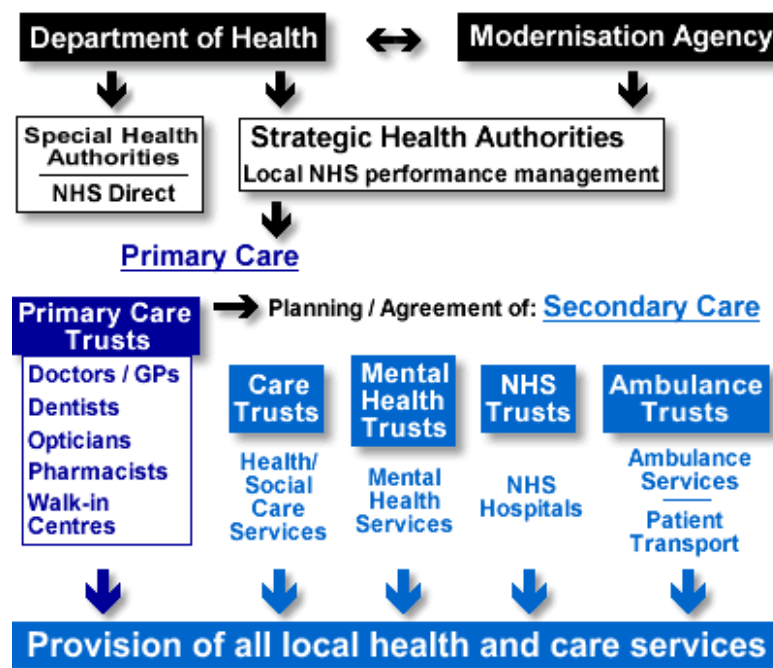 Department of Health
Modernisation Agency
Special Health
Authorities
NHS Direct
Strategic Health Authorities
Local NHS performance management
Primary Care
Primary Care
Trusts
Planning / Agreement of: Secondary Care
Doctors / GPs
Dentists
Opticians
Pharmacists
Walk-in
Centres
Care
Trusts
Health/
Social
Care
Services
Mental
Health
Trusts
Mental
Health
Services
NHS
Trusts
NHS
Hospitals
Ambulance
Trusts
Ambulance
Services
Patient
Transport
Provision of all local health and care services